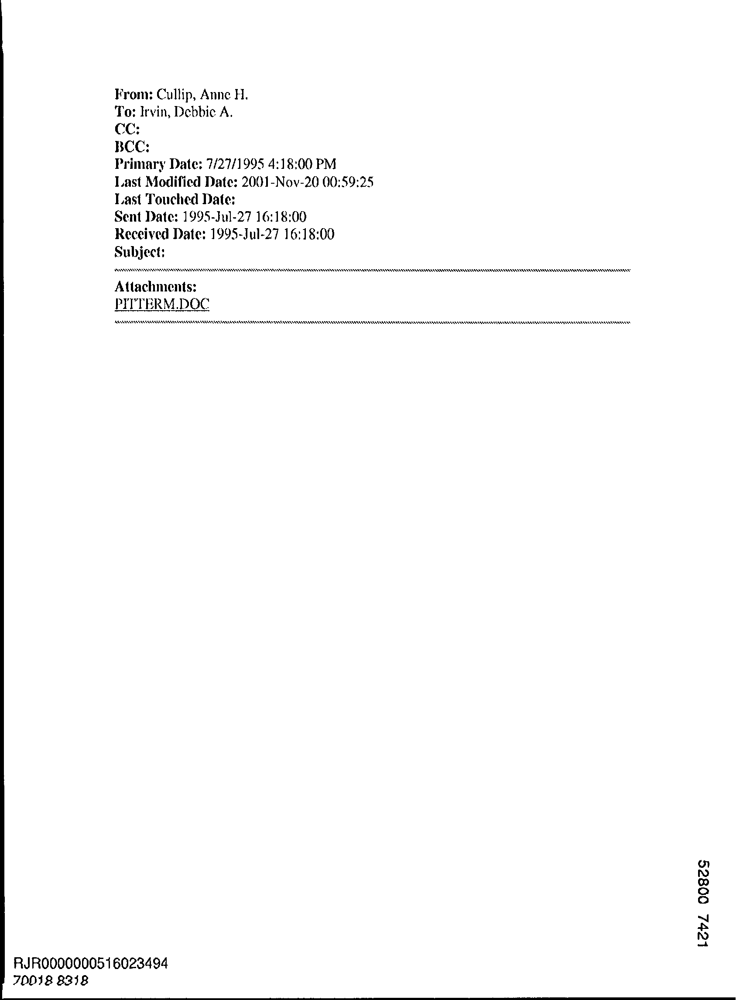 From: Cullip, Anne H.
To: Irvin, Debbie A.
CC:
BCC:
Primary Date: 7/27/1995 4:18:00 PM
Last Modified Date: 2001-Nov-20 00:59:25
Last Touched Date:
Sent Date: 1995-Jul-27 16:18:00
Received Date: 1995-Jul-27 16:18:00
Subject:
Attachments:
PITTERM.DOC
52800 7421
RJR0000000516023494
70018 8318